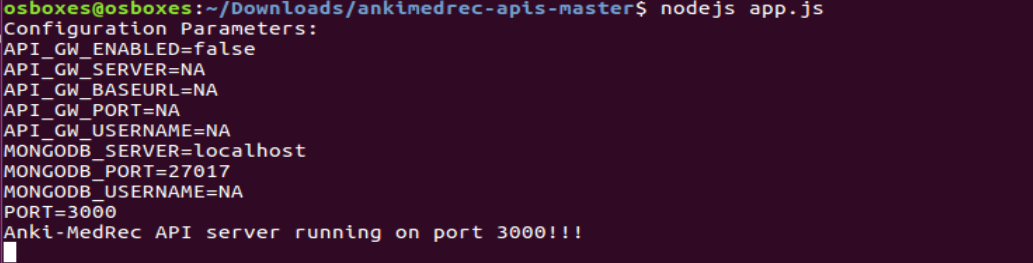 osboxes@osboxes:~/Downloads/ankimedrec-apis-master$ nodejs app.js
Configuration Parameters:
API_GW_ENABLED=false
API_GW_SERVER=NA
API_GW_BASEURL=NA
API_GW_PORT=NA
API_GW_USERNAME=NA
MONGODB_SERVER=localhost
MONGODB_PORT=27017
MONGODB_USERNAME=NA
PORT=3000
Anki-MedRec API server running on port 3000!!!